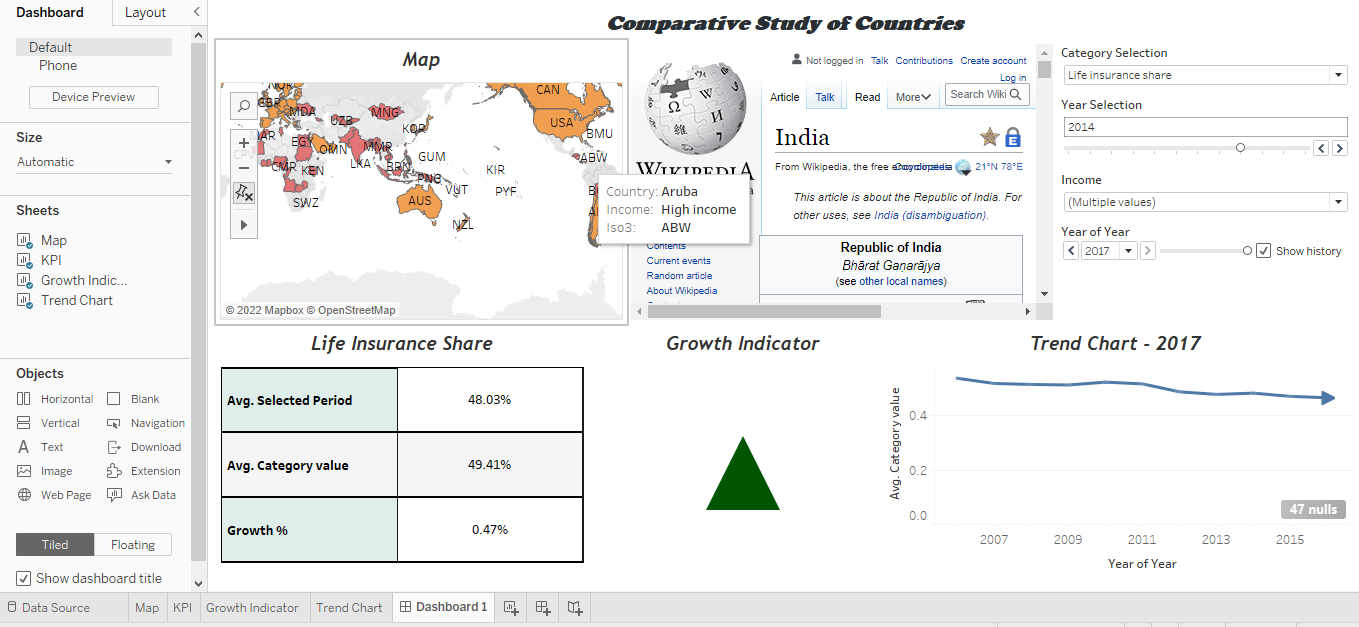 Dashboard
Layout
Default
Phone
Device Preview
Size
Automatic
Sheets
Map
KPI
Growth Indic...
Trend Chart
Objects
Horizontal
Blank
Vertical
Navigation
Text
Download
Image
Extension
Web Page
Ask Data
Tiled
Floating
Show dashboard title
Comparative Study of Countries
Map
CAN
GBR
MDA
MNG
USA
UZB
KOR
BMU
EGY
OMN
MMR
GUM
ABW
LKA
BRN
KIR
CMR
KEN
PNG
VUT
PYF
SWZ
AUS
NZL
Country: Aruba
Income: High income
Iso3: ABW
© 2022 Mapbox © OpenStreetMap
Not logged in Talk Contributions Create account
Log in
Article Talk Read More
Search Wiki
India
WIKIPEDIA
From Wikipedia, the free encyclopedia
21°N 78°E
This article is about the Republic of India. For
other uses, see India (disambiguation).
Contents
Current events
Random article
About Wikipedia
Republic of India
Bhārat Gaṇarājya
(see other local names)
Category Selection
Life insurance share
Year Selection
2014
Income
(Multiple values)
Year of Year
2017
Show history
Life Insurance Share
Avg. Selected Period 48.03%
Avg. Category value 49.41%
Growth % 0.47%
Growth Indicator
Trend Chart - 2017
Avg. Category value
0.4
0.2
0.0
47 nulls
2007 2009 2011 2013 2015
Year of Year
Data Source
Map
KPI
Growth Indicator
Trend Chart
Dashboard 1